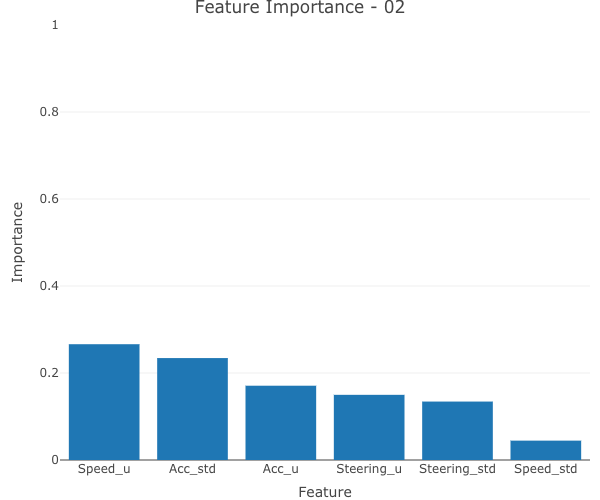 Feature Importance - 02
1
0.8
0.6
0.4
0.2
0
Importance
Speed_u Acc_std Acc_u Steering_u Steering_std Speed_std
Feature